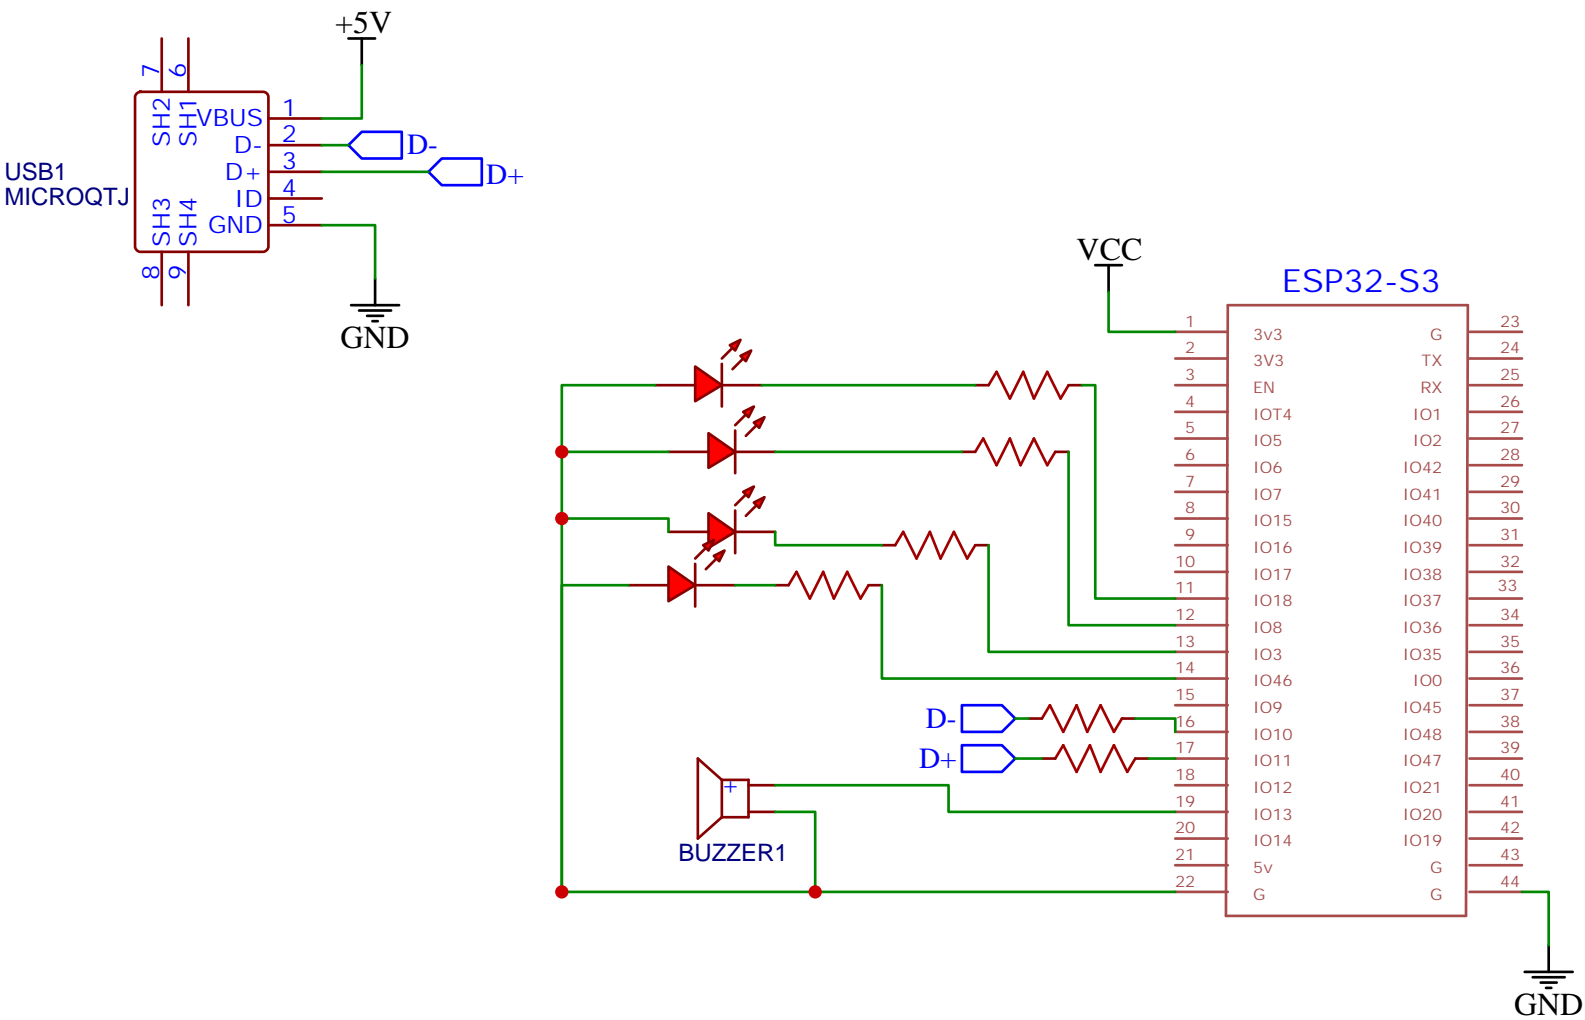 +5V
7
6
SH2
SH1
VBUS
1
D-
2
D-
D+
3
D+
ID
4
SH3
SH4
GND
5
8
9
USB1
MICROQTJ
GND
VCC
ESP32-S3
1
3v3
G
23
2
3V3
TX
24
3
EN
RX
25
4
IOT4
IO1
26
5
IO5
IO2
27
6
IO6
IO42
28
7
IO7
IO41
29
8
IO15
IO40
30
9
IO16
IO39
31
10
IO17
IO38
32
11
IO18
IO37
33
12
IO8
IO36
34
13
IO3
IO35
35
14
IO46
IO0
36
15
IO9
IO45
37
D-
16
IO10
IO48
38
D+
17
IO11
IO47
39
18
IO12
IO21
40
+
19
IO13
IO20
41
20
IO14
IO19
42
BUZZER1
21
5v
G
43
22
G
G
44
GND